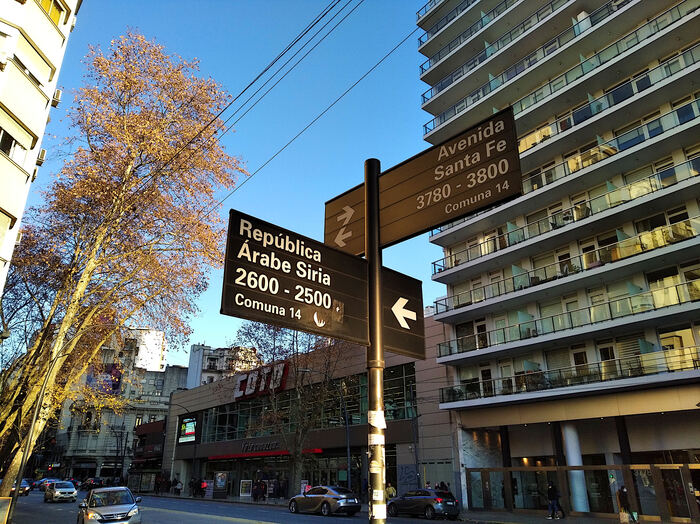 Avenida
Santa Fe
3780 - 3800
Comuna 14
República
Árabe Siria
2600 - 2500
Comuna 14
COTO